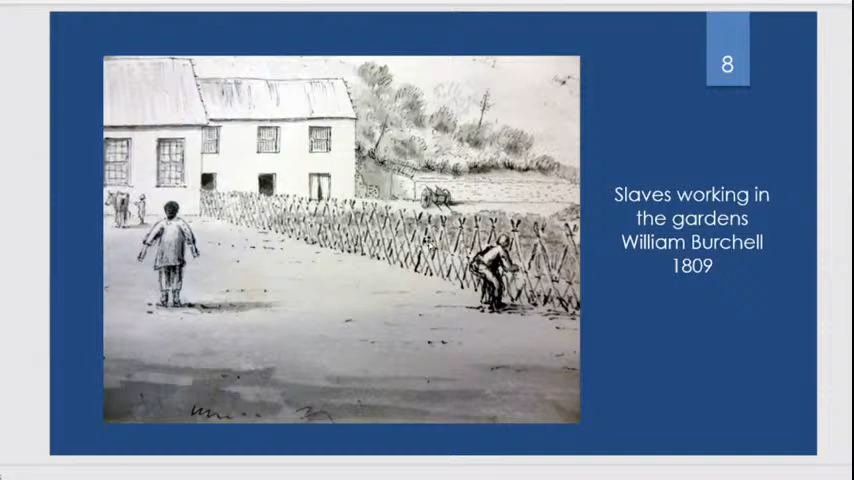 8
Slaves working in
the gardens
William Burchell
1809